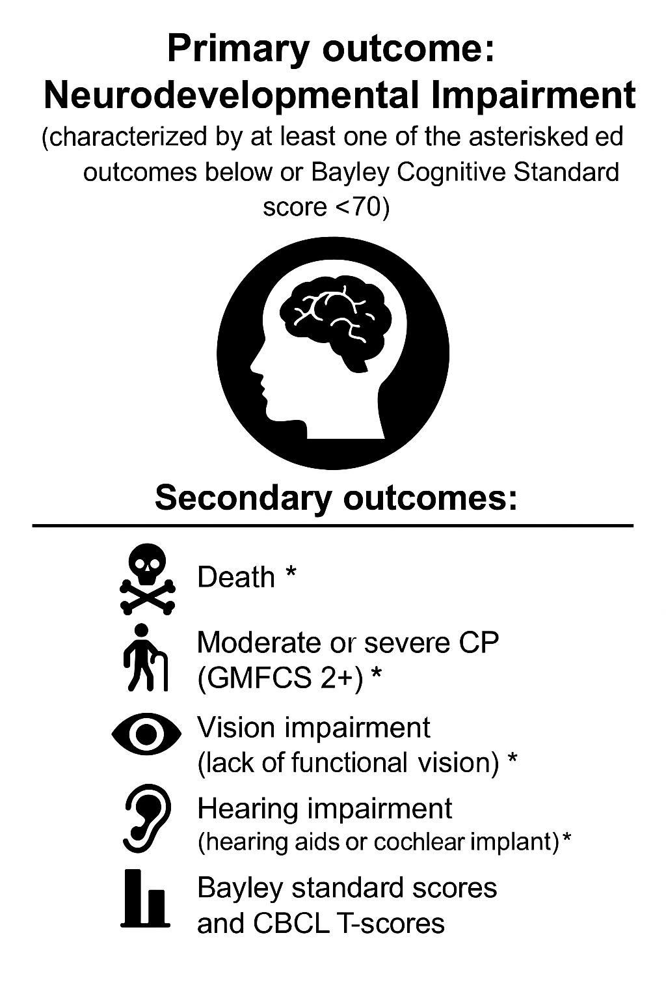 Primary outcome:
Neurodevelopmental Impairment
(characterized by at least one of the asterisked ed
outcomes below or Bayley Cognitive Standard
score <70)
Secondary outcomes:
Death *
Moderate or severe CP
(GMFCS 2+) *
Vision impairment
(lack of functional vision) *
Hearing impairment
(hearing aids or cochlear implant)*
Bayley standard scores
and CBCL T-scores